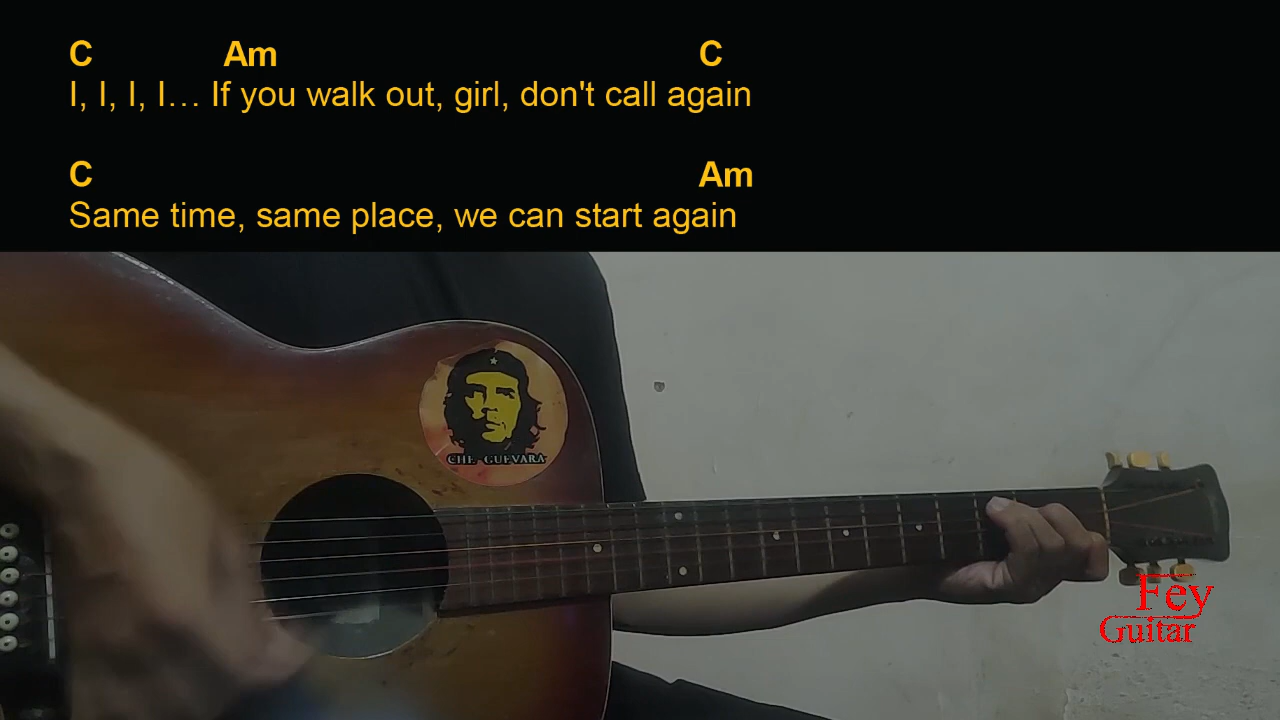 C Am C
I, I, I, I… If you walk out, girl, don't call again
C Am
Same time, same place, we can start again
CHE GUEVARA
Fey
Guitar